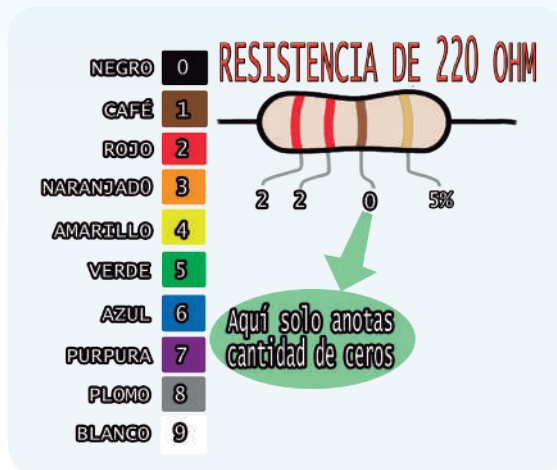 RESISTENCIA DE 220 OHM
NEGRO 0
CAFÉ 1
ROJO 2
NARANJADO 3
AMARILLO 4
VERDE 5
AZUL 6
PURPURA 7
PLOMO 8
BLANCO 9
2 2 0 5%
Aquí solo anotas
cantidad de ceros